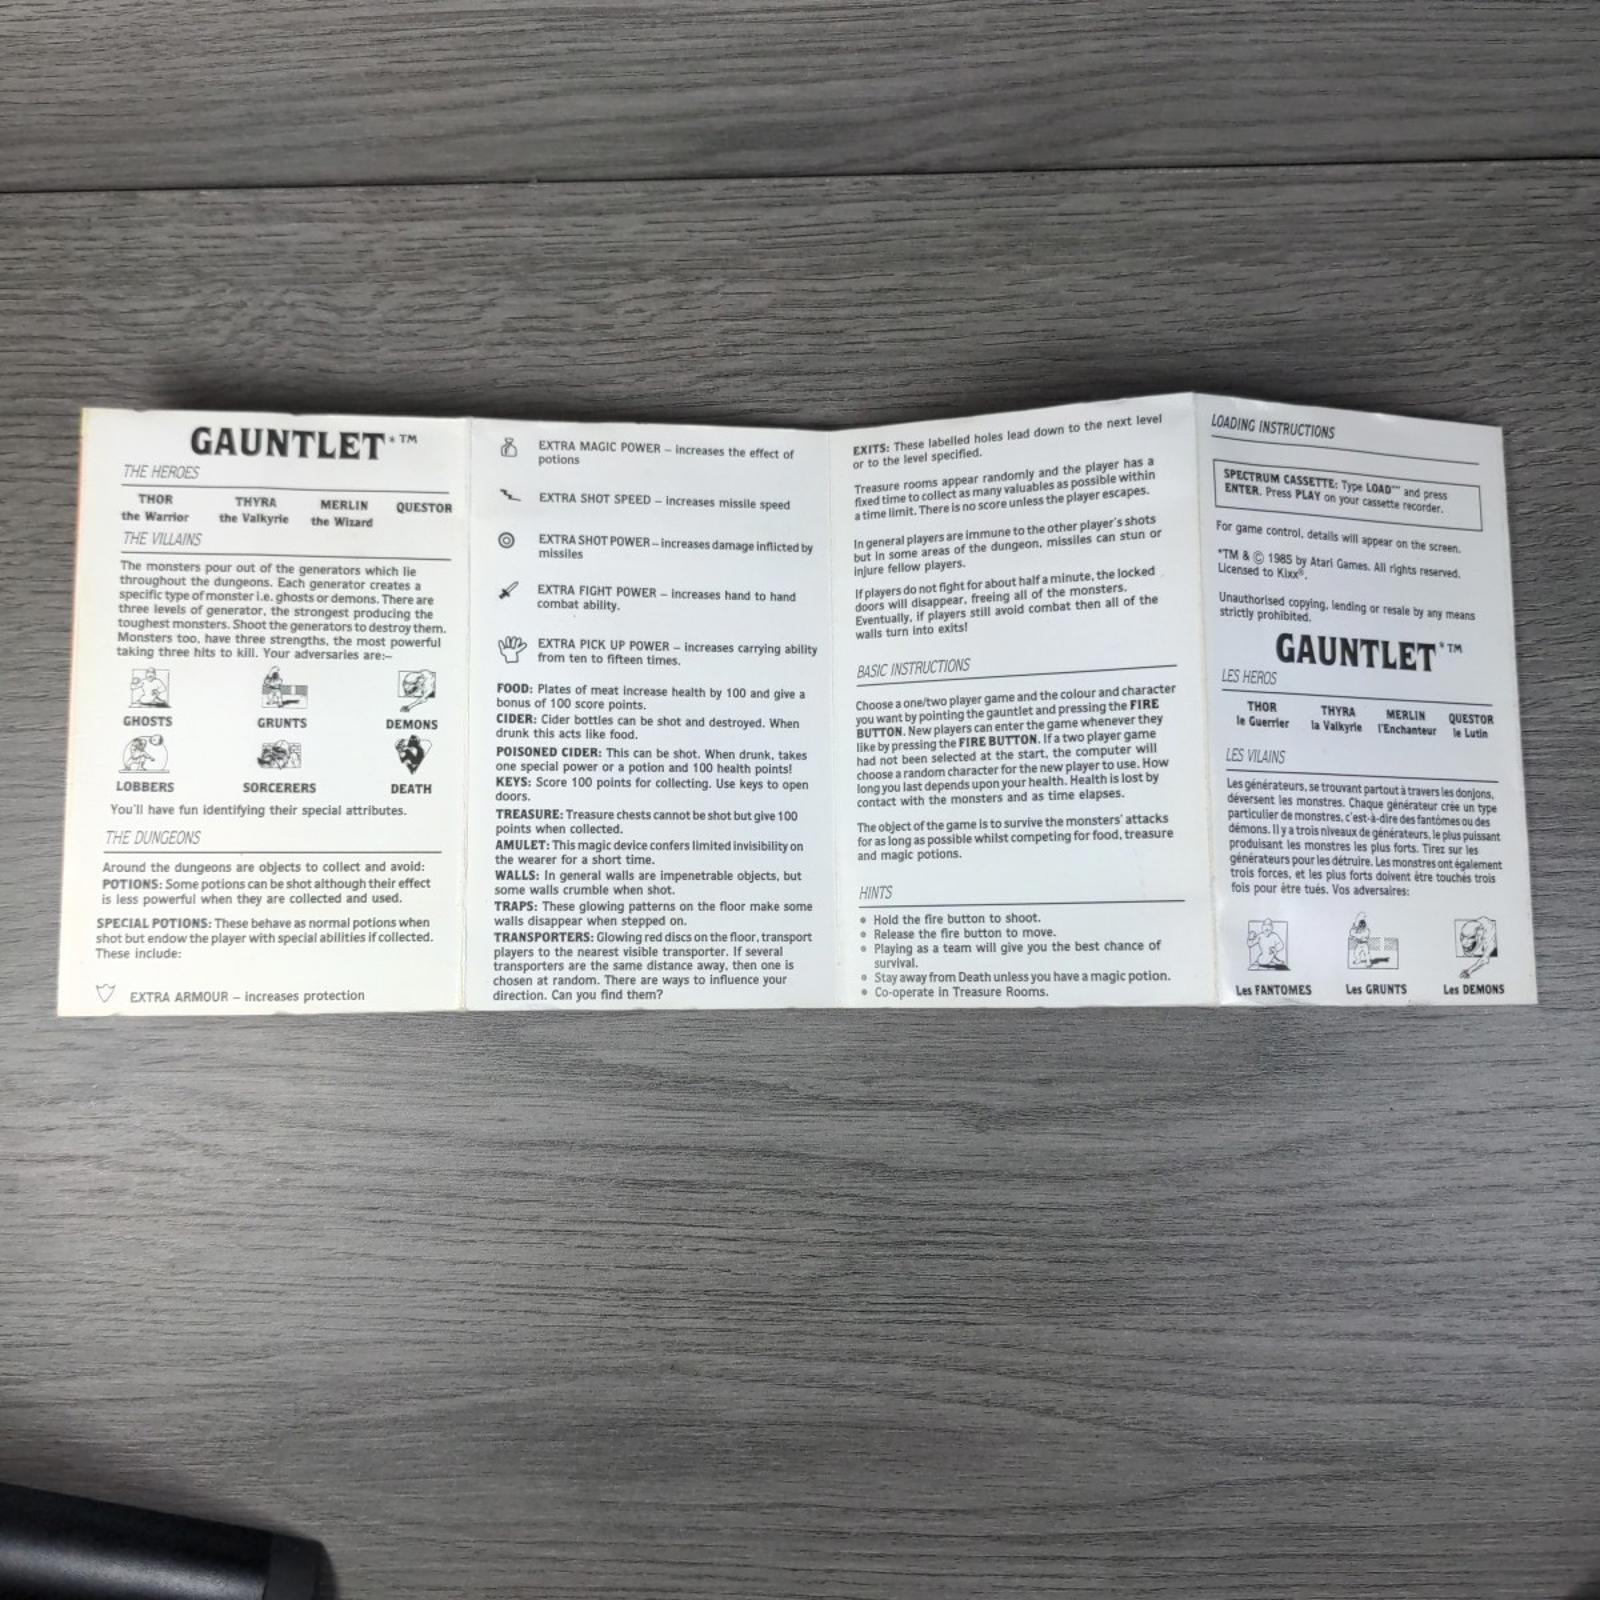 GAUNTLET*™
THE HEROES
THOR THYRA MERLIN QUESTOR
the Warrior the Valkyrie the Wizard
THE VILLAINS
The monsters pour out of the generators which lie
throughout the dungeons. Each generator creates a
specific type of monster i.e. ghosts or demons. There are
three levels of generator, the strongest producing the
toughest monsters. Shoot the generators to destroy them.
Monsters too, have three strengths, the most powerful
taking three hits to kill. Your adversaries are:–
GHOSTS GRUNTS DEMONS
LOBBERS SORCERERS DEATH
You'll have fun identifying their special attributes.
THE DUNGEONS
Around the dungeons are objects to collect and avoid:
POTIONS: Some potions can be shot although their effect
is less powerful when they are collected and used.
SPECIAL POTIONS: These behave as normal potions when
shot but endow the player with special abilities if collected.
These include:
EXTRA ARMOUR – increases protection
EXTRA MAGIC POWER – increases the effect of
potions
EXTRA SHOT SPEED – increases missile speed
EXTRA SHOT POWER – increases damage inflicted by
missiles
EXTRA FIGHT POWER – increases hand to hand
combat ability.
EXTRA PICK UP POWER – increases carrying ability
from ten to fifteen times.
FOOD: Plates of meat increase health by 100 and give a
bonus of 100 score points.
CIDER: Cider bottles can be shot and destroyed. When
drunk this acts like food.
POISONED CIDER: This can be shot. When drunk, takes
one special power or a potion and 100 health points!
KEYS: Score 100 points for collecting. Use keys to open
doors.
TREASURE: Treasure chests cannot be shot but give 100
points when collected.
AMULET: This magic device confers limited invisibility on
the wearer for a short time.
WALLS: In general walls are impenetrable objects, but
some walls crumble when shot.
TRAPS: These glowing patterns on the floor make some
walls disappear when stepped on.
TRANSPORTERS: Glowing red discs on the floor, transport
players to the nearest visible transporter. If several
transporters are the same distance away, then one is
chosen at random. There are ways to influence your
direction. Can you find them?
EXITS: These labelled holes lead down to the next level
or to the level specified.
Treasure rooms appear randomly and the player has a
fixed time to collect as many valuables as possible within
a time limit. There is no score unless the player escapes.
In general players are immune to the other player's shots
but in some areas of the dungeon, missiles can stun or
injure fellow players.
If players do not fight for about half a minute, the locked
doors will disappear, freeing all of the monsters.
Eventually, if players still avoid combat then all of the
walls turn into exits!
BASIC INSTRUCTIONS
Choose a one/two player game and the colour and character
you want by pointing the gauntlet and pressing the FIRE
BUTTON. New players can enter the game whenever they
like by pressing the FIRE BUTTON. If a two player game
had not been selected at the start, the computer will
choose a random character for the new player to use. How
long you last depends upon your health. Health is lost by
contact with the monsters and as time elapses.
The object of the game is to survive the monsters' attacks
for as long as possible whilst competing for food, treasure
and magic potions.
HINTS
• Hold the fire button to shoot.
• Release the fire button to move.
• Playing as a team will give you the best chance of
survival.
• Stay away from Death unless you have a magic potion.
• Co-operate in Treasure Rooms.
LOADING INSTRUCTIONS
SPECTRUM CASSETTE: Type LOAD"" and press
ENTER. Press PLAY on your cassette recorder.
For game control, details will appear on the screen.
*TM & © 1985 by Atari Games. All rights reserved.
Licensed to Kixx®.
Unauthorised copying, lending or resale by any means
strictly prohibited.
GAUNTLET*™
LES HEROS
THOR THYRA MERLIN QUESTOR
le Guerrier la Valkyrie l'Enchanteur le Lutin
LES VILAINS
Les générateurs, se trouvant partout à travers les donjons,
déversent les monstres. Chaque générateur crée un type
particulier de monstres, c'est-à-dire des fantômes ou des
démons. Il y a trois niveaux de générateurs, le plus puissant
produisant les monstres les plus forts. Tirez sur les
générateurs pour les détruire. Les monstres ont également
trois forces, et les plus forts doivent être touchés trois
fois pour être tués. Vos adversaires:
Les FANTOMES Les GRUNTS Les DEMONS